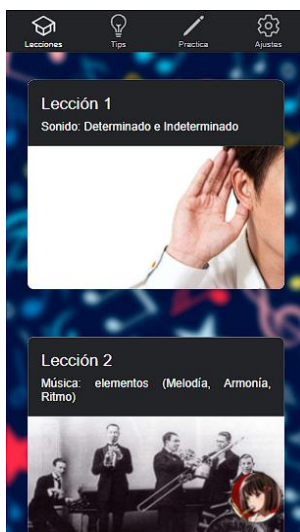 Lecciones Tips Practica Ajustes
Lección 1
Sonido: Determinado e Indeterminado
Lección 2
Música: elementos (Melodía, Armonía,
Ritmo)